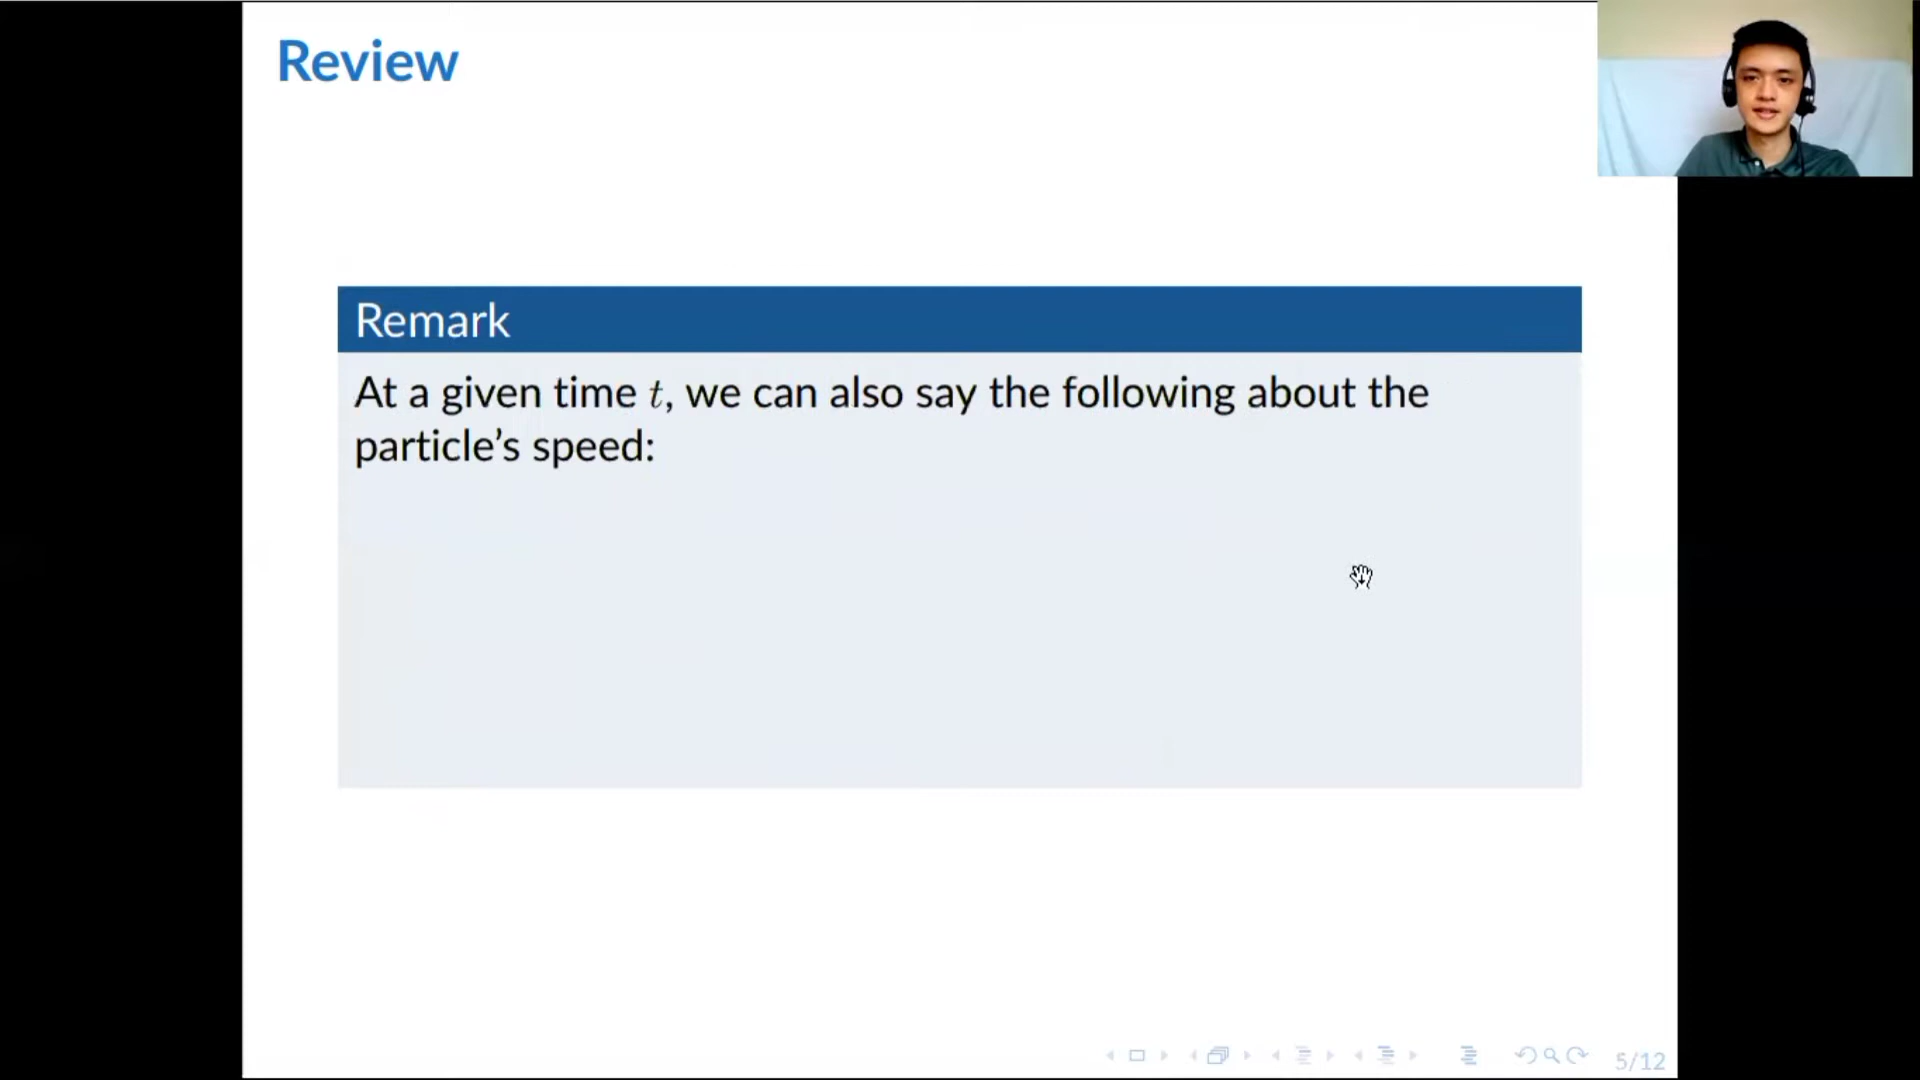 Review
Remark
At a given time t, we can also say the following about the
particle’s speed:
5/12